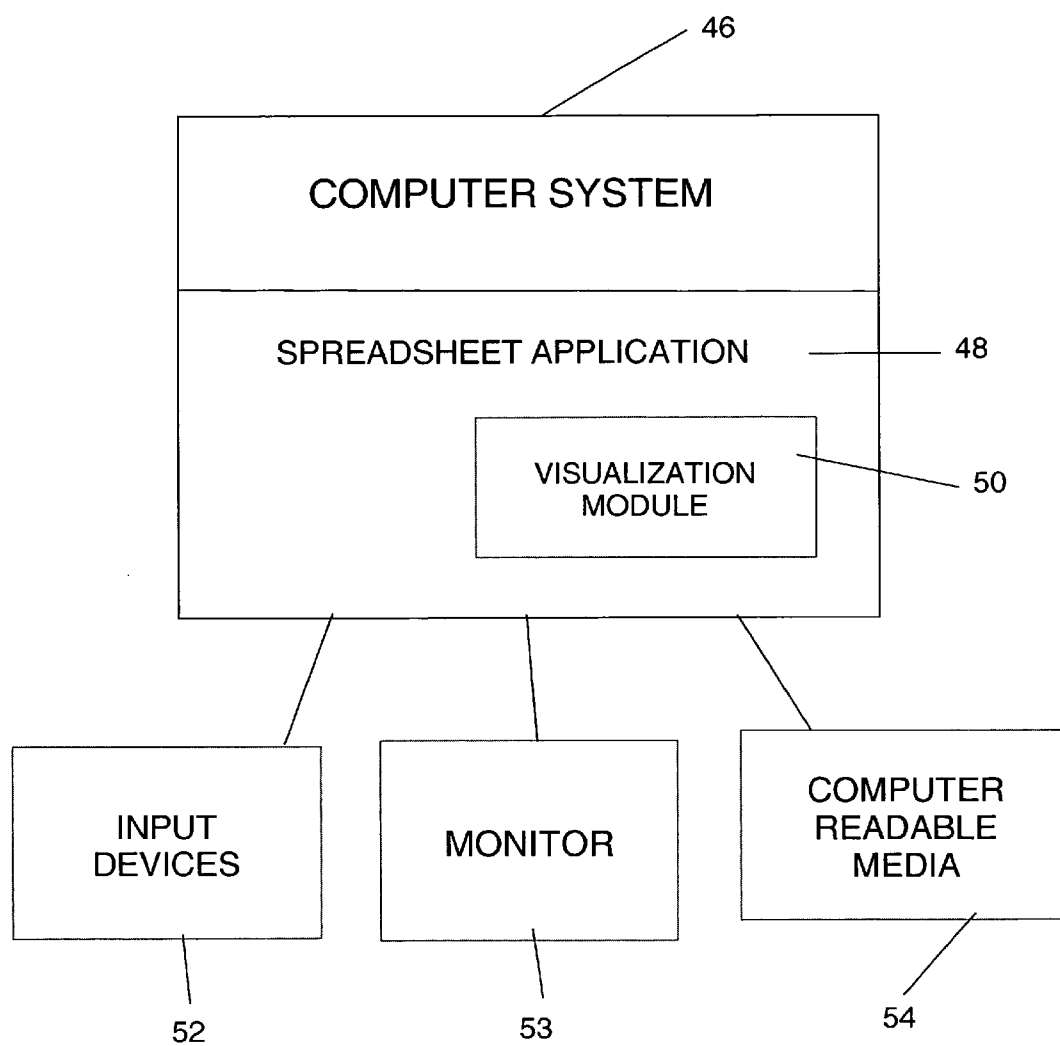 46
COMPUTER SYSTEM
SPREADSHEET APPLICATION
48
VISUALIZATION
MODULE
50
INPUT
DEVICES
MONITOR
COMPUTER
READABLE
MEDIA
52
53
54